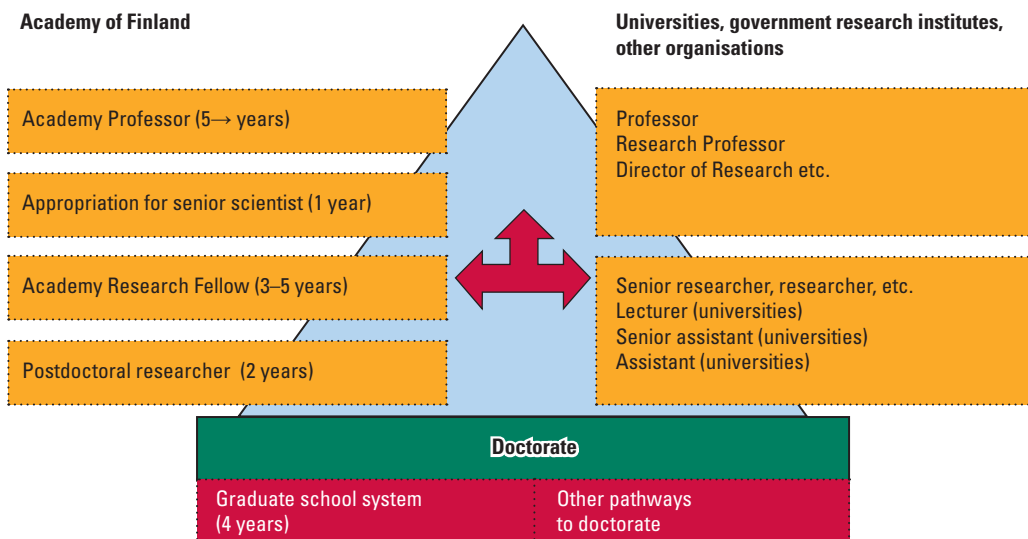 Academy of Finland
Academy Professor (5→ years)
Appropriation for senior scientist (1 year)
Academy Research Fellow (3–5 years)
Postdoctoral researcher (2 years)
Universities, government research institutes,
other organisations
Professor
Research Professor
Director of Research etc.
Senior researcher, researcher, etc.
Lecturer (universities)
Senior assistant (universities)
Assistant (universities)
Doctorate
Graduate school system
(4 years)
Other pathways
to doctorate